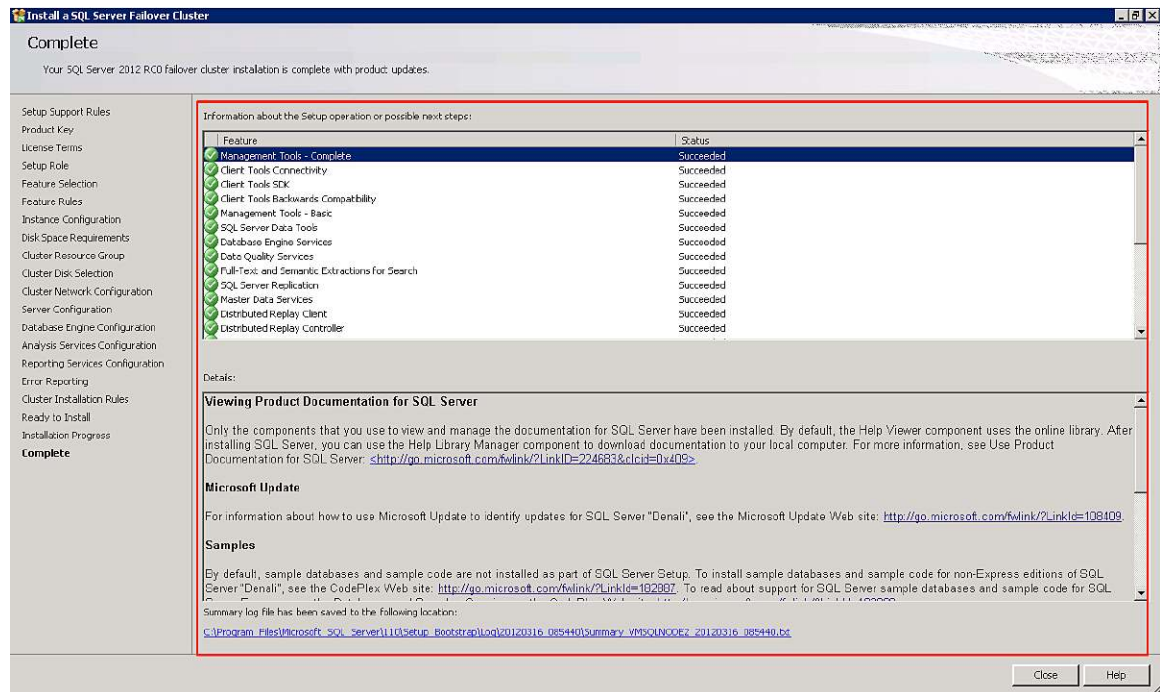 Install a SQL Server Failover Cluster
Complete
Your SQL Server 2012 RC0 failover cluster installation is complete with product updates.
Setup Support Rules
Product Key
License Terms
Setup Role
Feature Selection
Feature Rules
Instance Configuration
Disk Space Requirements
Cluster Resource Group
Cluster Disk Selection
Cluster Network Configuration
Server Configuration
Database Engine Configuration
Analysis Services Configuration
Reporting Services Configuration
Error Reporting
Cluster Installation Rules
Ready to Install
Installation Progress
Complete
Information about the Setup operation or possible next steps:
Feature Status
Management Tools - Complete Succeeded
Client Tools Connectivity Succeeded
Client Tools SDK Succeeded
Client Tools Backwards Compatibility Succeeded
Management Tools - Basic Succeeded
SQL Server Data Tools Succeeded
Database Engine Services Succeeded
Data Quality Services Succeeded
Full-Text and Semantic Extractions for Search Succeeded
SQL Server Replication Succeeded
Master Data Services Succeeded
Distributed Replay Client Succeeded
Distributed Replay Controller Succeeded
Details:
Viewing Product Documentation for SQL Server
Only the components that you use to view and manage the documentation for SQL Server have been installed. By default, the Help Viewer component uses the online library. After
installing SQL Server, you can use the Help Library Manager component to download documentation to your local computer. For more information, see Use Product
Documentation for SQL Server: <http://go.microsoft.com/fwlink/?LinkID=224683&clcid=0x409>.
Microsoft Update
For information about how to use Microsoft Update to identify updates for SQL Server "Denali", see the Microsoft Update Web site: http://go.microsoft.com/fwlink/?LinkId=108409.
Samples
By default, sample databases and sample code are not installed as part of SQL Server Setup. To install sample databases and sample code for non-Express editions of SQL
Server "Denali", see the CodePlex Web site: http://go.microsoft.com/fwlink/?LinkId=182887. To read about support for SQL Server sample databases and sample code for SQL
Summary log file has been saved to the following location:
C:\Program Files\Microsoft SQL Server\110\Setup Bootstrap\Log\20120316_085440\Summary_VMSQLNODE2_20120316_085440.txt
Close
Help